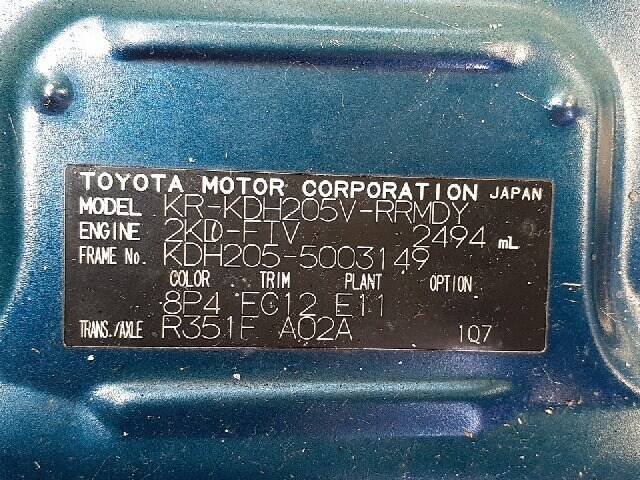 TOYOTA MOTOR CORPORATION JAPAN
MODEL KR-KDH205V-RRMDY
ENGINE 2KD-FTV 2494 mL
FRAME No. KDH205-5003149
COLOR TRIM PLANT OPTION
8P4 FC12 E11
TRANS./AXLE R351F A02A 1Q7